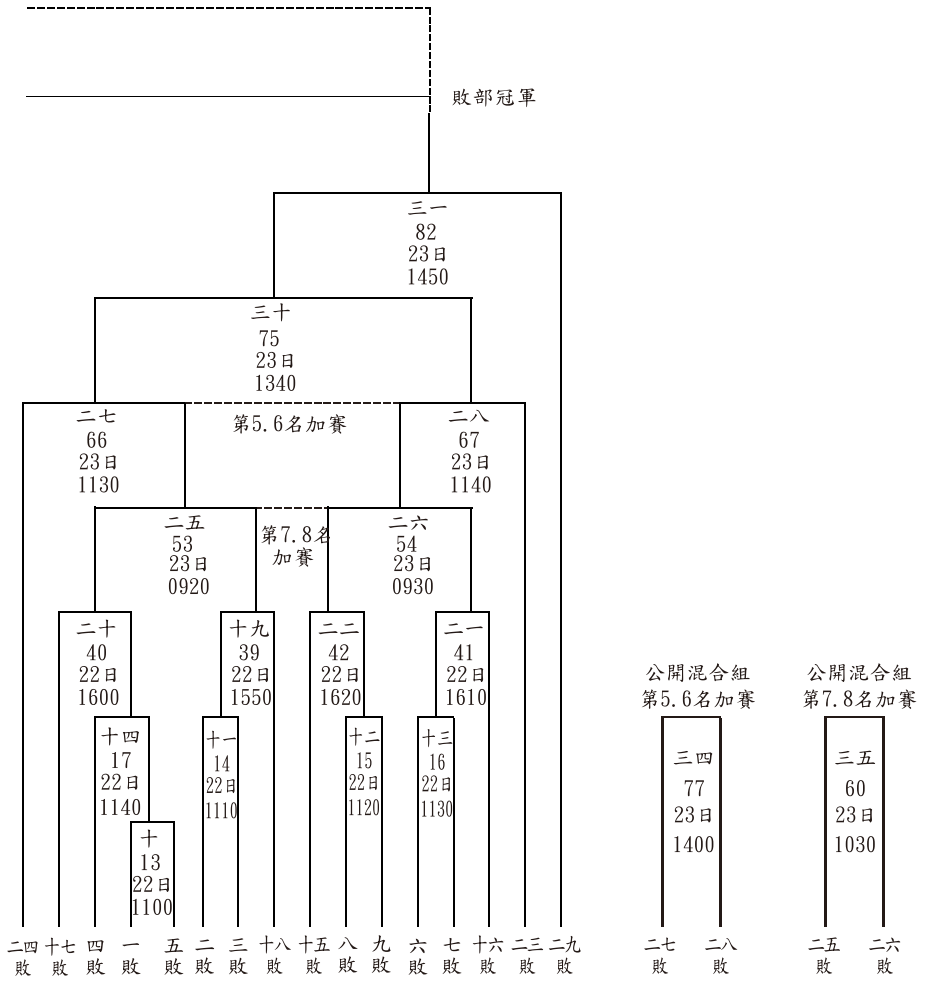 敗部冠軍
三一
82
23日
1450
三十
75
23日
1340
二七
66
23日
1130
第5.6名加賽
二八
67
23日
1140
二五
53
23日
0920
第7.8名
加賽
二六
54
23日
0930
二十
40
22日
1600
十九
39
22日
1550
二二
42
22日
1620
二一
41
22日
1610
十四
17
22日
1140
十一
14
22日
1110
十二
15
22日
1120
十三
16
22日
1130
十
13
22日
1100
二四 十七 四 一 五 二 三 十八 十五 八 九 六 七 十六 二三 二九
敗 敗 敗 敗 敗 敗 敗 敗 敗 敗 敗 敗 敗 敗 敗 敗
公開混合組
第5.6名加賽
三四
77
23日
1400
二七 二八
敗 敗
公開混合組
第7.8名加賽
三五
60
23日
1030
二五 二六
敗 敗